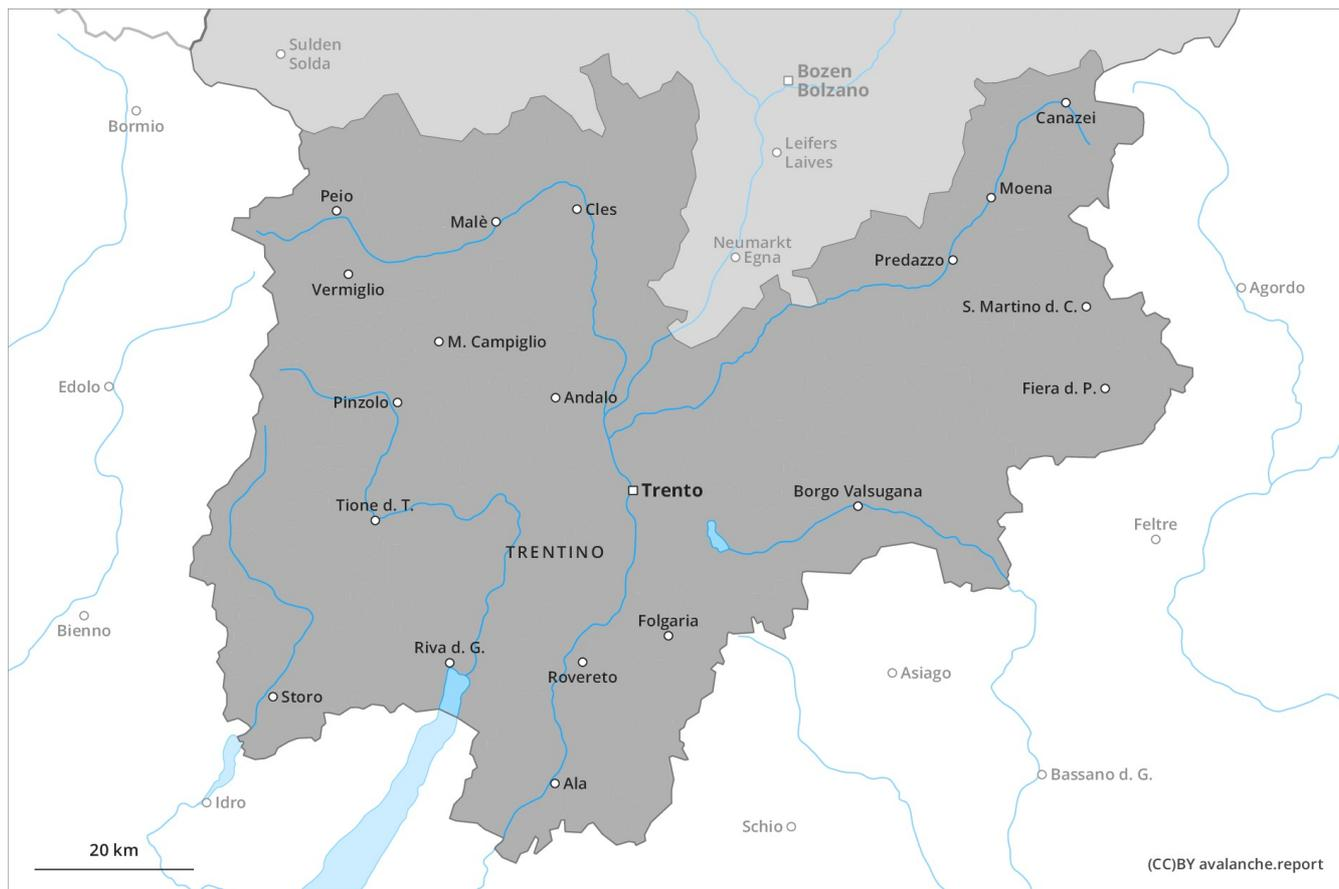 Sulden
Solda
Bozen
Bolzano
Bormio
Canazei
Leifers
Laives
Moena
Peio
Malè
Cles
Neumarkt
Egna
Predazzo
Vermiglio
Agordo
S. Martino d. C.
M. Campiglio
Edolo
Fiera d. P.
Pinzolo
Andalo
Trento
Borgo Valsugana
Tione d. T.
Feltre
TRENTINO
Folgaria
Bienno
Riva d. G.
Asiago
Rovereto
Storo
Bassano d. G.
Ala
Idro
Schio
20 km
(CC)BY avalanche.report